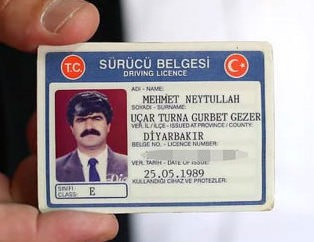 T.C.
SÜRÜCÜ BELGESİ
DRIVING LICENCE
ADI - NAME:
MEHMET NEYTULLAH
SOYADI - SURNAME:
UÇAR TURNA GURBET GEZER
VER. İL / İLÇE - ISSUED AT PROVINCE / COUNTY:
DİYARBAKIR
BELGE NO. - LICENCE NUMBER:
VER. TARİH - DATE OF ISSUE:
25.05.1989
KULLANDIĞI CİHAZ VE PROTEZLER:
SINIFI
CLASS:
E